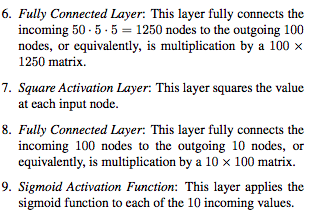 6. Fully Connected Layer: This layer fully connects the
incoming 50 · 5 · 5 = 1250 nodes to the outgoing 100
nodes, or equivalently, is multiplication by a 100 ×
1250 matrix.
7. Square Activation Layer: This layer squares the value
at each input node.
8. Fully Connected Layer: This layer fully connects the
incoming 100 nodes to the outgoing 10 nodes, or
equivalently, is multiplication by a 10 × 100 matrix.
9. Sigmoid Activation Function: This layer applies the
sigmoid function to each of the 10 incoming values.